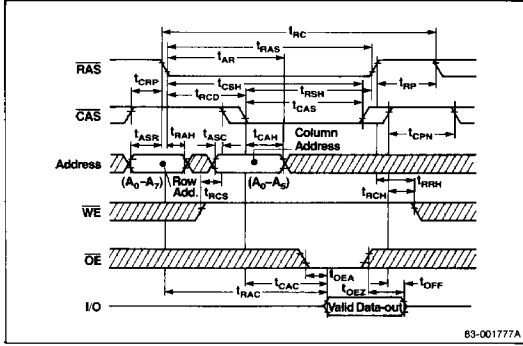 tRC
tRAS
tAR
RAS
tCRP
tCSH
tRCD
tRSH
tRP
CAS
tCAS
tCPN
tASR
tRAH
tASC
tCAH
Column
Address
Address
(A0–A7)
Row
Add.
(A0–A5)
tRCS
tRRH
tRCH
WE
OE
tOEA
tCAC
tRAC
tOEZ
tOFF
I/O
Valid Data-out
83-001777A